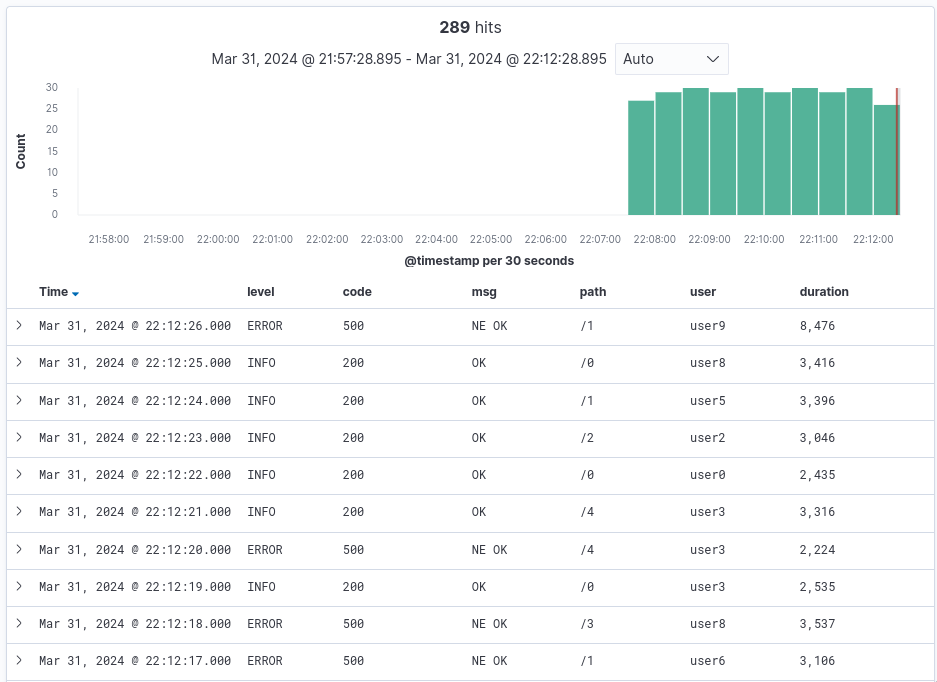 289 hits
Mar 31, 2024 @ 21:57:28.895 - Mar 31, 2024 @ 22:12:28.895 Auto
30
25
20
15
10
5
0
Count
21:58:00 21:59:00 22:00:00 22:01:00 22:02:00 22:03:00 22:04:00 22:05:00 22:06:00 22:07:00 22:08:00 22:09:00 22:10:00 22:11:00 22:12:00
@timestamp per 30 seconds
Time level code msg path user duration
Mar 31, 2024 @ 22:12:26.000 ERROR 500 NE OK /1 user9 8,476
Mar 31, 2024 @ 22:12:25.000 INFO 200 OK /0 user8 3,416
Mar 31, 2024 @ 22:12:24.000 INFO 200 OK /1 user5 3,396
Mar 31, 2024 @ 22:12:23.000 INFO 200 OK /2 user2 3,046
Mar 31, 2024 @ 22:12:22.000 INFO 200 OK /0 user0 2,435
Mar 31, 2024 @ 22:12:21.000 INFO 200 OK /4 user3 3,316
Mar 31, 2024 @ 22:12:20.000 ERROR 500 NE OK /4 user3 2,224
Mar 31, 2024 @ 22:12:19.000 INFO 200 OK /0 user3 2,535
Mar 31, 2024 @ 22:12:18.000 ERROR 500 NE OK /3 user8 3,537
Mar 31, 2024 @ 22:12:17.000 ERROR 500 NE OK /1 user6 3,106